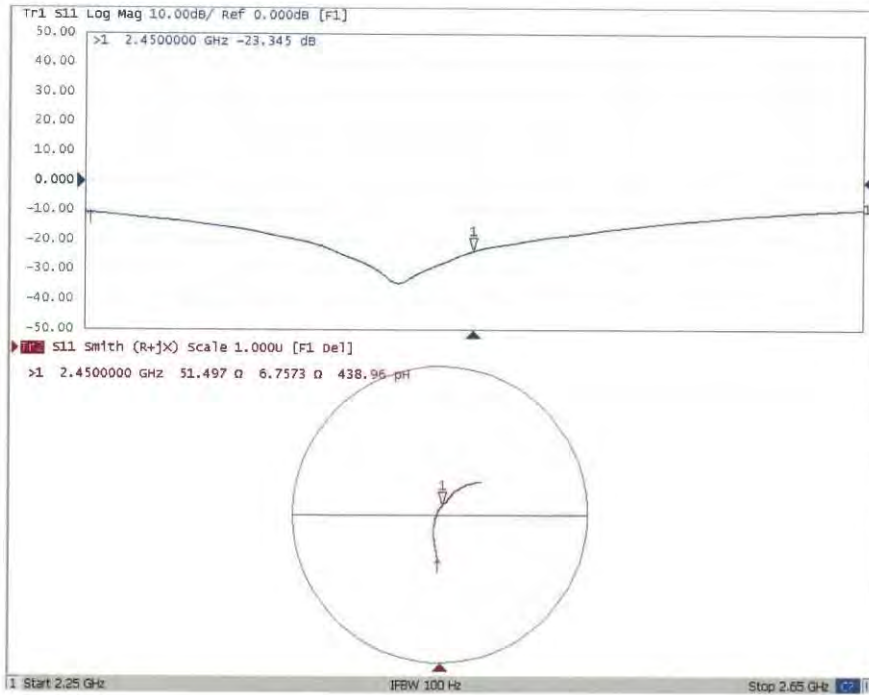 Tr1 S11 Log Mag 10.00dB/ Ref 0.000dB [F1]
50.00
>1 2.4500000 GHz -23.345 dB
40.00
30.00
20.00
10.00
0.000
-10.00
1
-20.00
1
-30.00
-40.00
-50.00
Tr2 S11 Smith (R+jX) Scale 1.000U [F1 Del]
>1 2.4500000 GHz 51.497 Ω 6.7573 Ω 438.96 pH
1
1 Start 2.25 GHz IFBW 100 Hz Stop 2.65 GHz C?